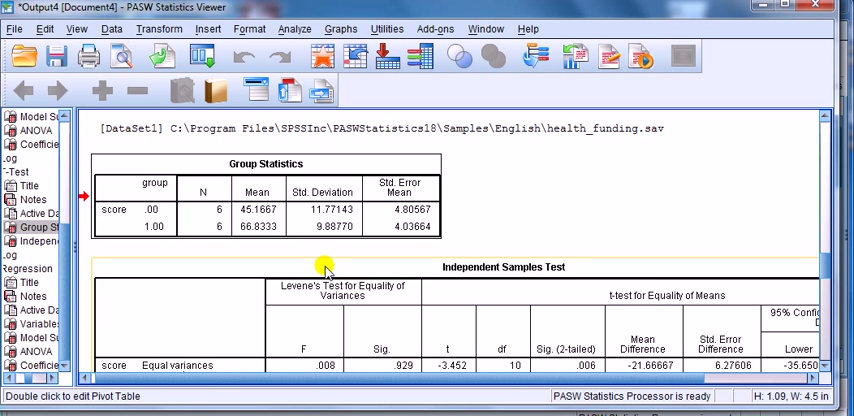 *Output4 [Document4] - PASW Statistics Viewer
File Edit View Data Transform Insert Format Analyze Graphs Utilities Add-ons Window Help
Model Su
ANOVA
Coefficie
.og
T-Test
Title
Notes
Active Da
Group St
Indepen
.og
Regression
Title
Notes
Active Da
Variables
Model Su
ANOVA
Coefficie
[DataSet1] C:\Program Files\SPSSInc\PASWStatistics18\Samples\English\health_funding.sav
Group Statistics
group N Mean Std. Deviation Std. Error Mean
score .00 6 45.1667 11.77143 4.80567
1.00 6 66.8333 9.88770 4.03664
Independent Samples Test
Levene's Test for Equality of Variances t-test for Equality of Means
95% Confi
F Sig. t df Sig. (2-tailed) Mean Difference Std. Error Difference Lower
score Equal variances .008 .929 -3.452 10 .006 -21.66667 6.27606 -35.650
Double click to edit Pivot Table PASW Statistics Processor is ready H: 1.09, W: 4.5 in